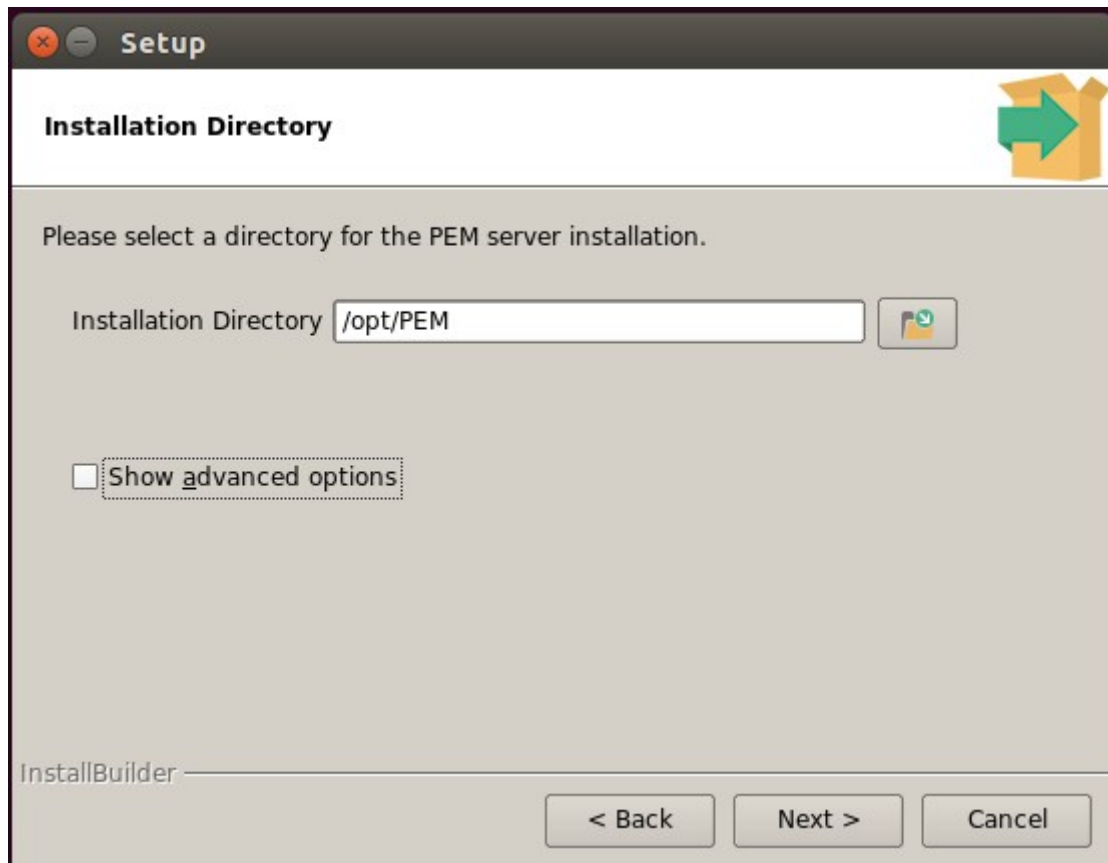 Setup
Installation Directory
Please select a directory for the PEM server installation.
Installation Directory /opt/PEM
Show advanced options
InstallBuilder
< Back Next > Cancel